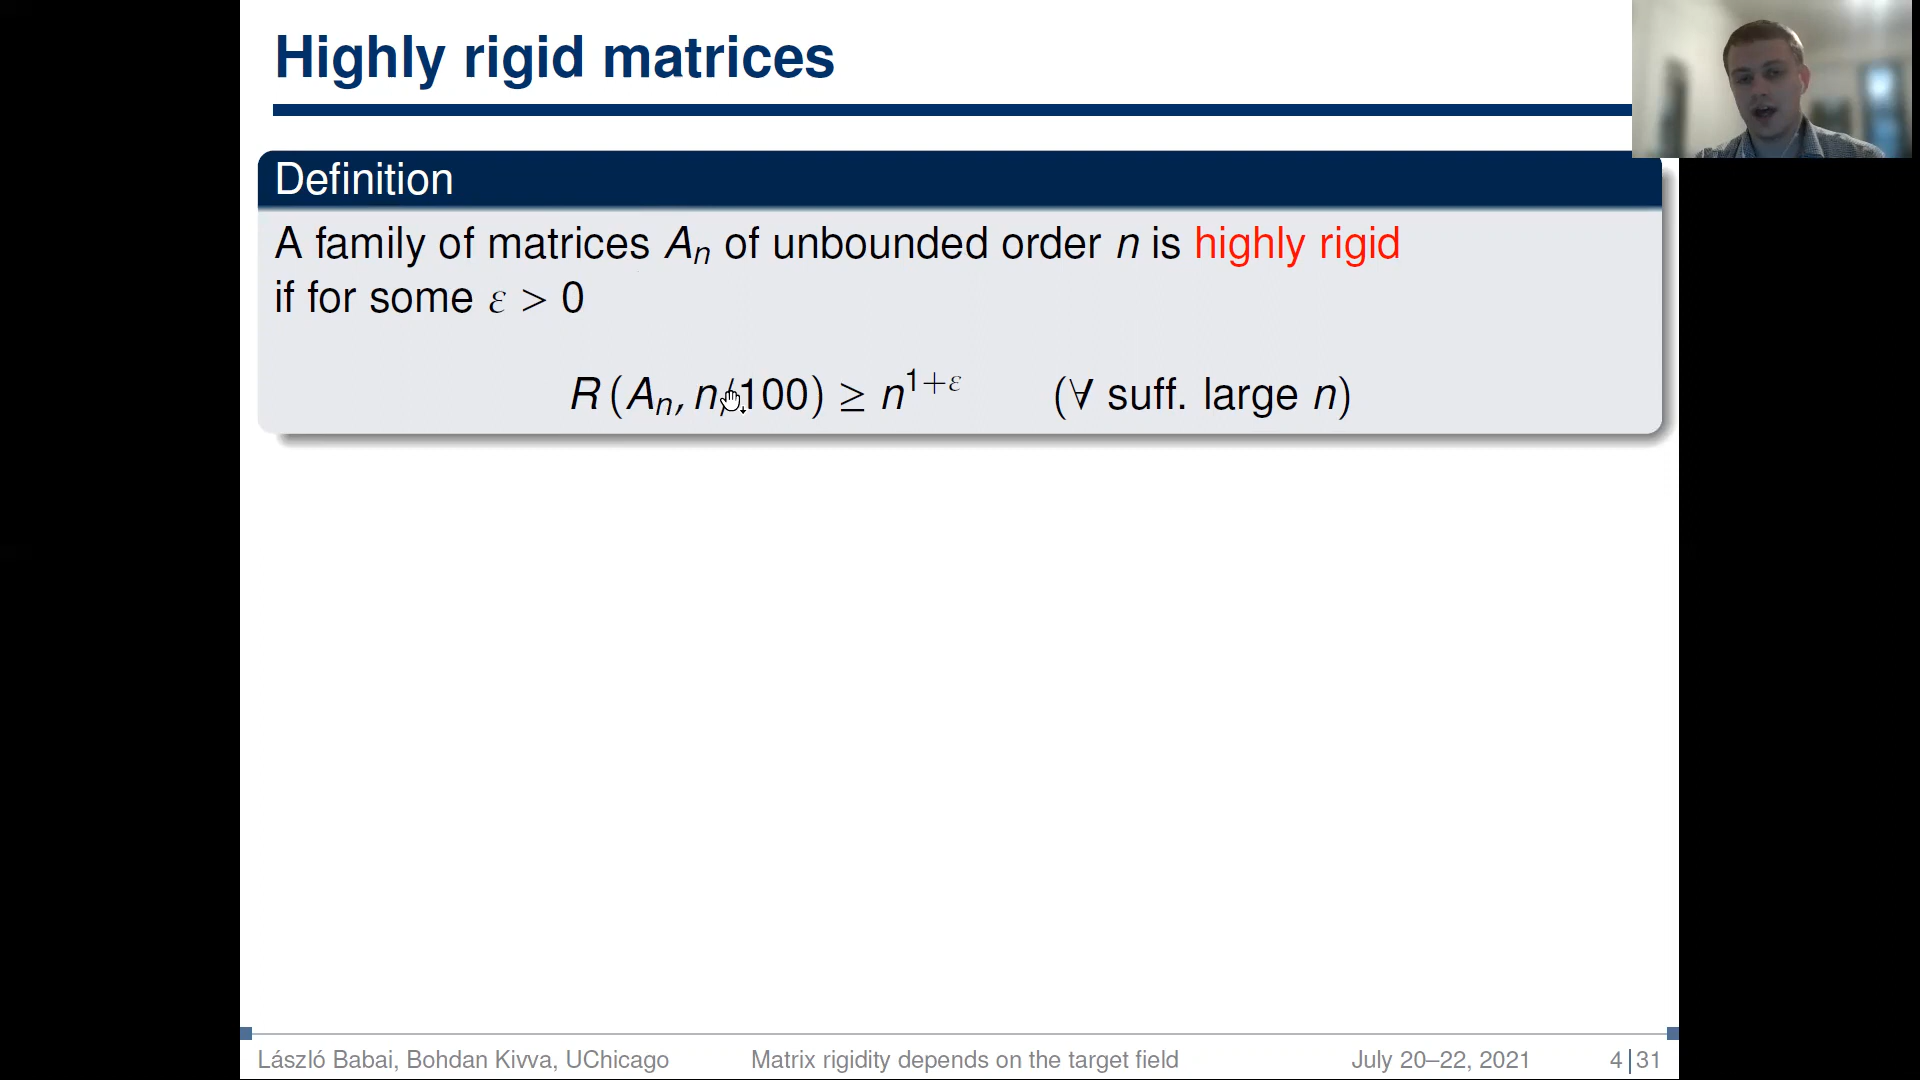 Highly rigid matrices
Definition
A family of matrices Aₙ of unbounded order n is highly rigid
if for some ε > 0
R (Aₙ, n/100) ≥ n¹⁺ᵋ (∀ suff. large n)
László Babai, Bohdan Kivva, UChicago Matrix rigidity depends on the target field July 20–22, 2021 4|31